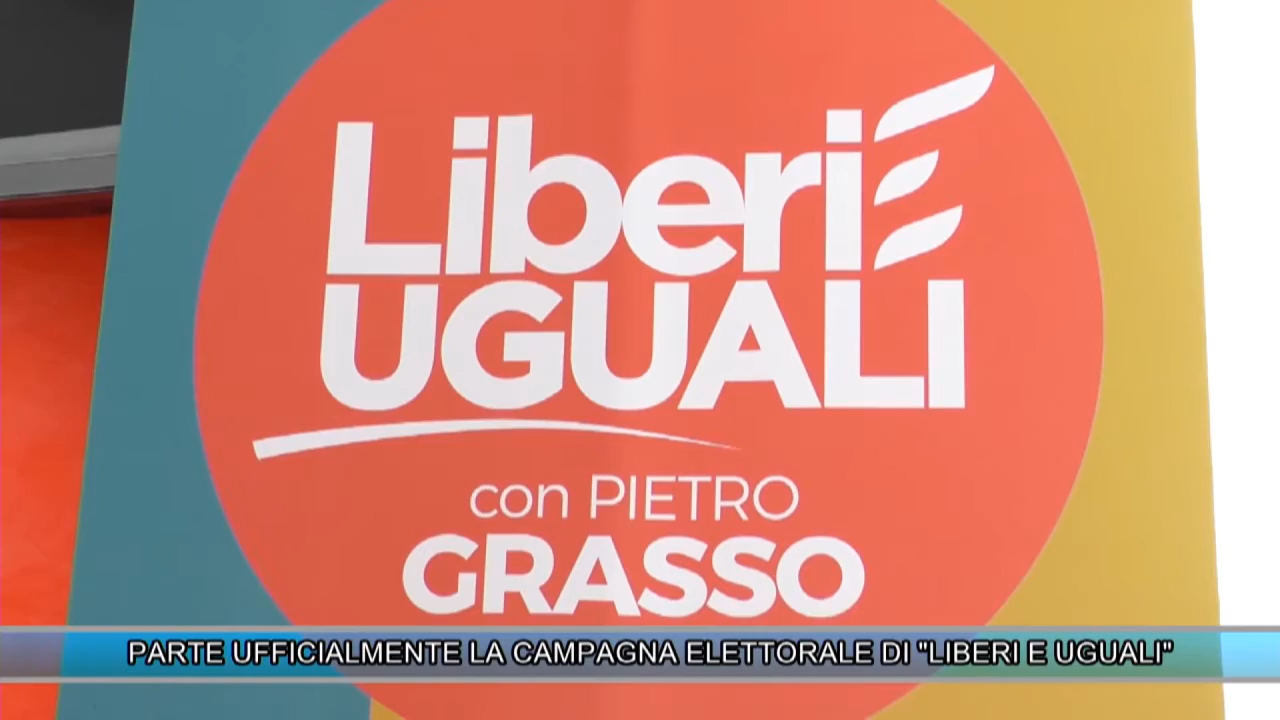 Liberi E
UGUALI
con PIETRO
GRASSO
PARTE UFFICIALMENTE LA CAMPAGNA ELETTORALE DI "LIBERI E UGUALI"